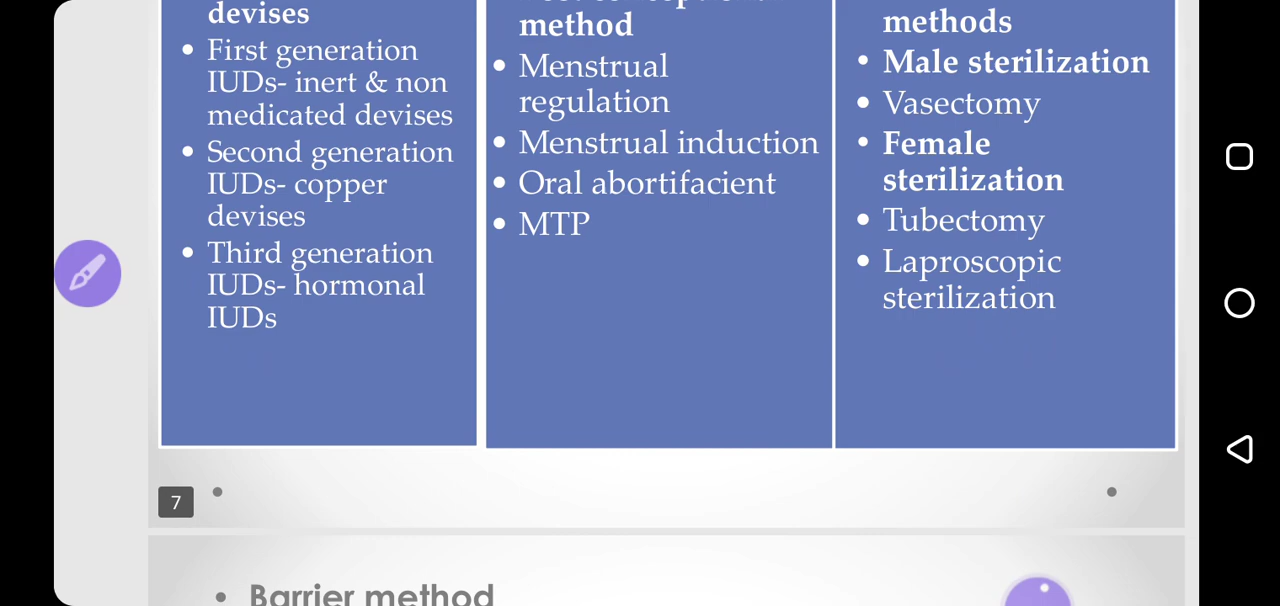 devises
• First generation
IUDs- inert & non
medicated devises
• Second generation
IUDs- copper
devises
• Third generation
IUDs- hormonal
IUDs
method
• Menstrual
regulation
• Menstrual induction
• Oral abortifacient
• MTP
methods
• Male sterilization
• Vasectomy
• Female
sterilization
• Tubectomy
• Laproscopic
sterilization
7
• Barrier method